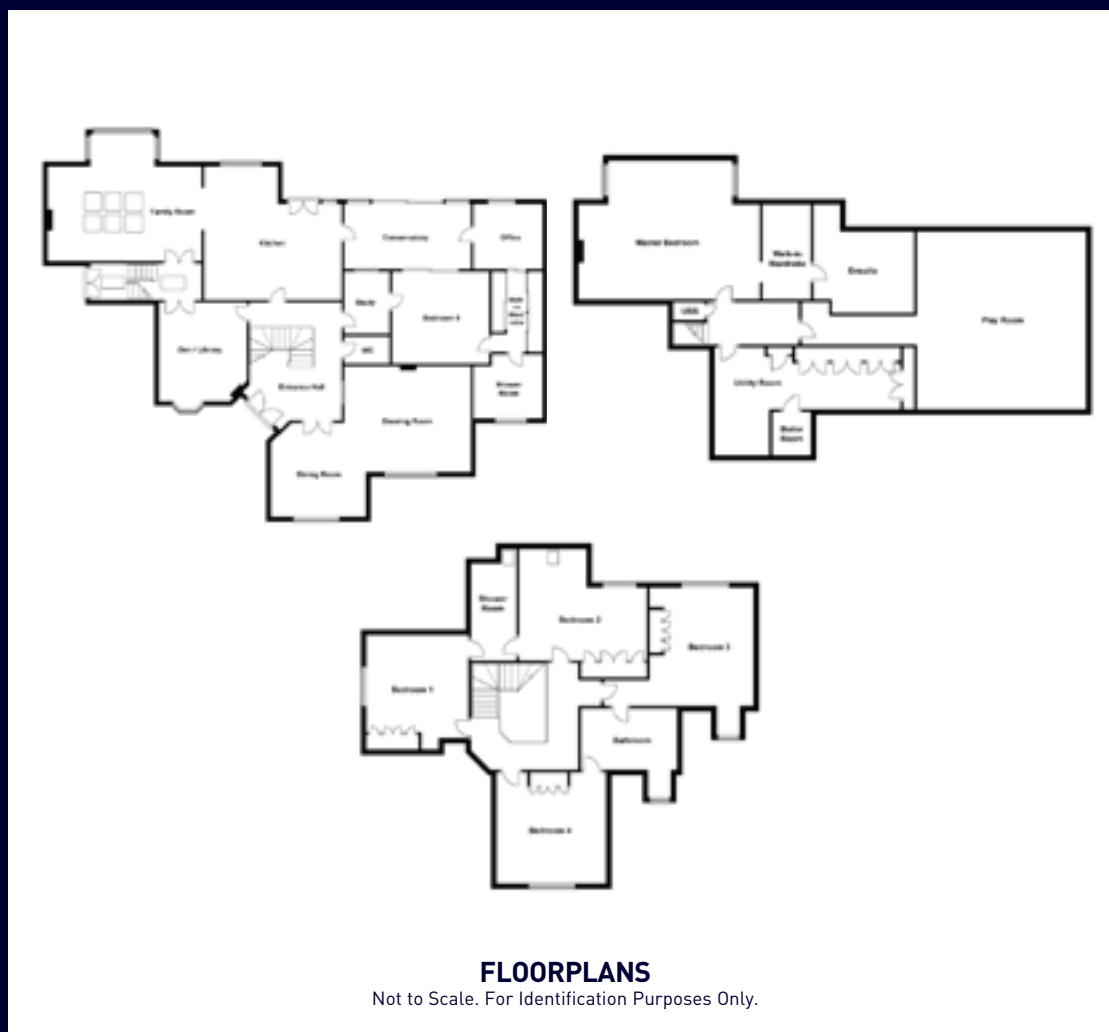 Family Room
Kitchen
Conservatory
Office
Study
Bedroom
WC
Den / Library
Entrance Hall
Shower
Room
Drawing Room
Dining Room
Master Bedroom
Walk-in
Wardrobe
Ensuite
Play Room
Utility Room
Boiler
Room
Shower
Room
Bedroom 2
Bedroom 3
Bedroom
Bathroom
Bedroom 4
FLOORPLANS
Not to Scale. For Identification Purposes Only.